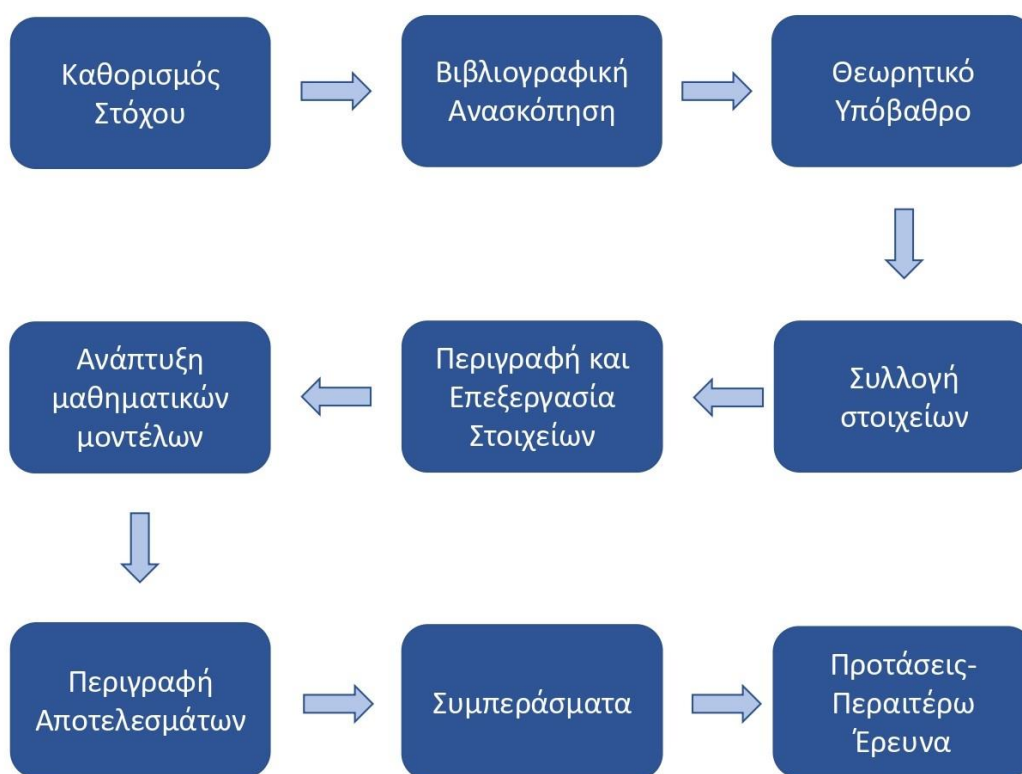 Καθορισμός
Στόχου
Βιβλιογραφική
Ανασκόπηση
Θεωρητικό
Υπόβαθρο
Συλλογή
στοιχείων
Περιγραφή και
Επεξεργασία
Στοιχείων
Ανάπτυξη
μαθηματικών
μοντέλων
Περιγραφή
Αποτελεσμάτων
Συμπεράσματα
Προτάσεις-
Περαιτέρω
Έρευνα